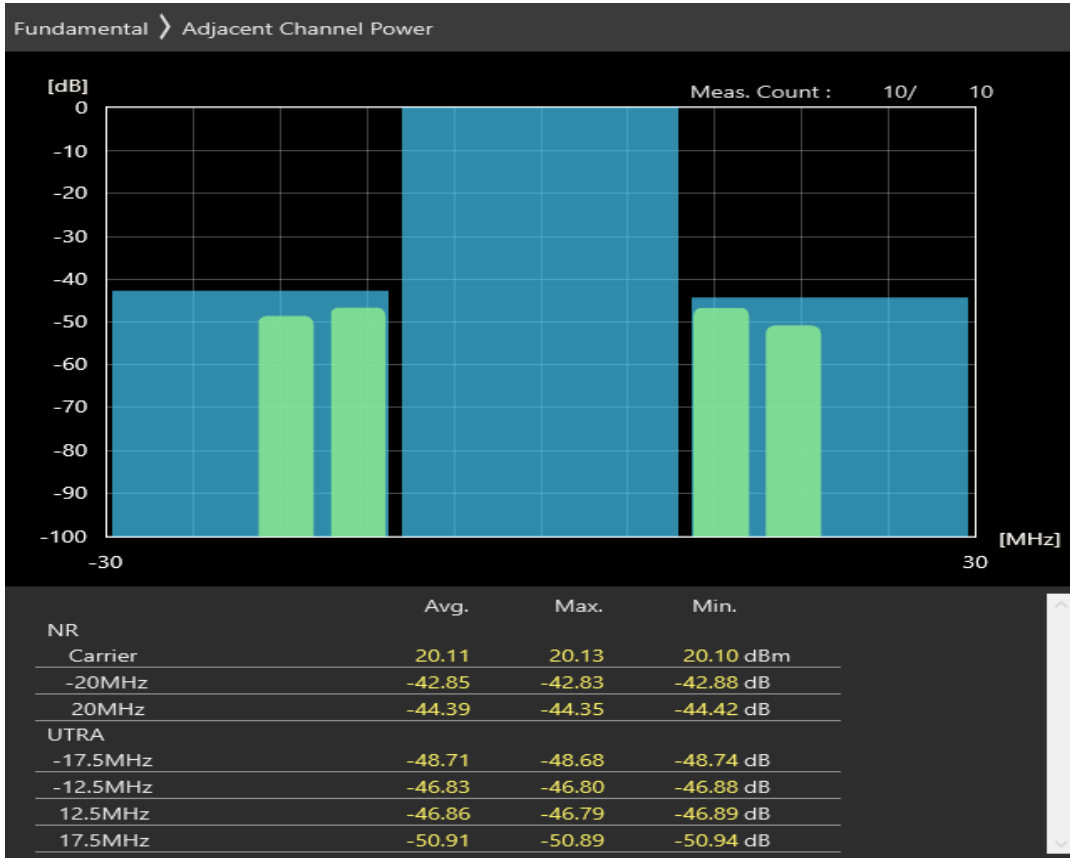 Fundamental ❭ Adjacent Channel Power
[dB]
Meas. Count : 10/ 10
0
-10
-20
-30
-40
-50
-60
-70
-80
-90
-100
[MHz]
-30 30
Avg. Max. Min.
NR
Carrier 20.11 20.13 20.10 dBm
-20MHz -42.85 -42.83 -42.88 dB
20MHz -44.39 -44.35 -44.42 dB
UTRA
-17.5MHz -48.71 -48.68 -48.74 dB
-12.5MHz -46.83 -46.80 -46.88 dB
12.5MHz -46.86 -46.79 -46.89 dB
17.5MHz -50.91 -50.89 -50.94 dB